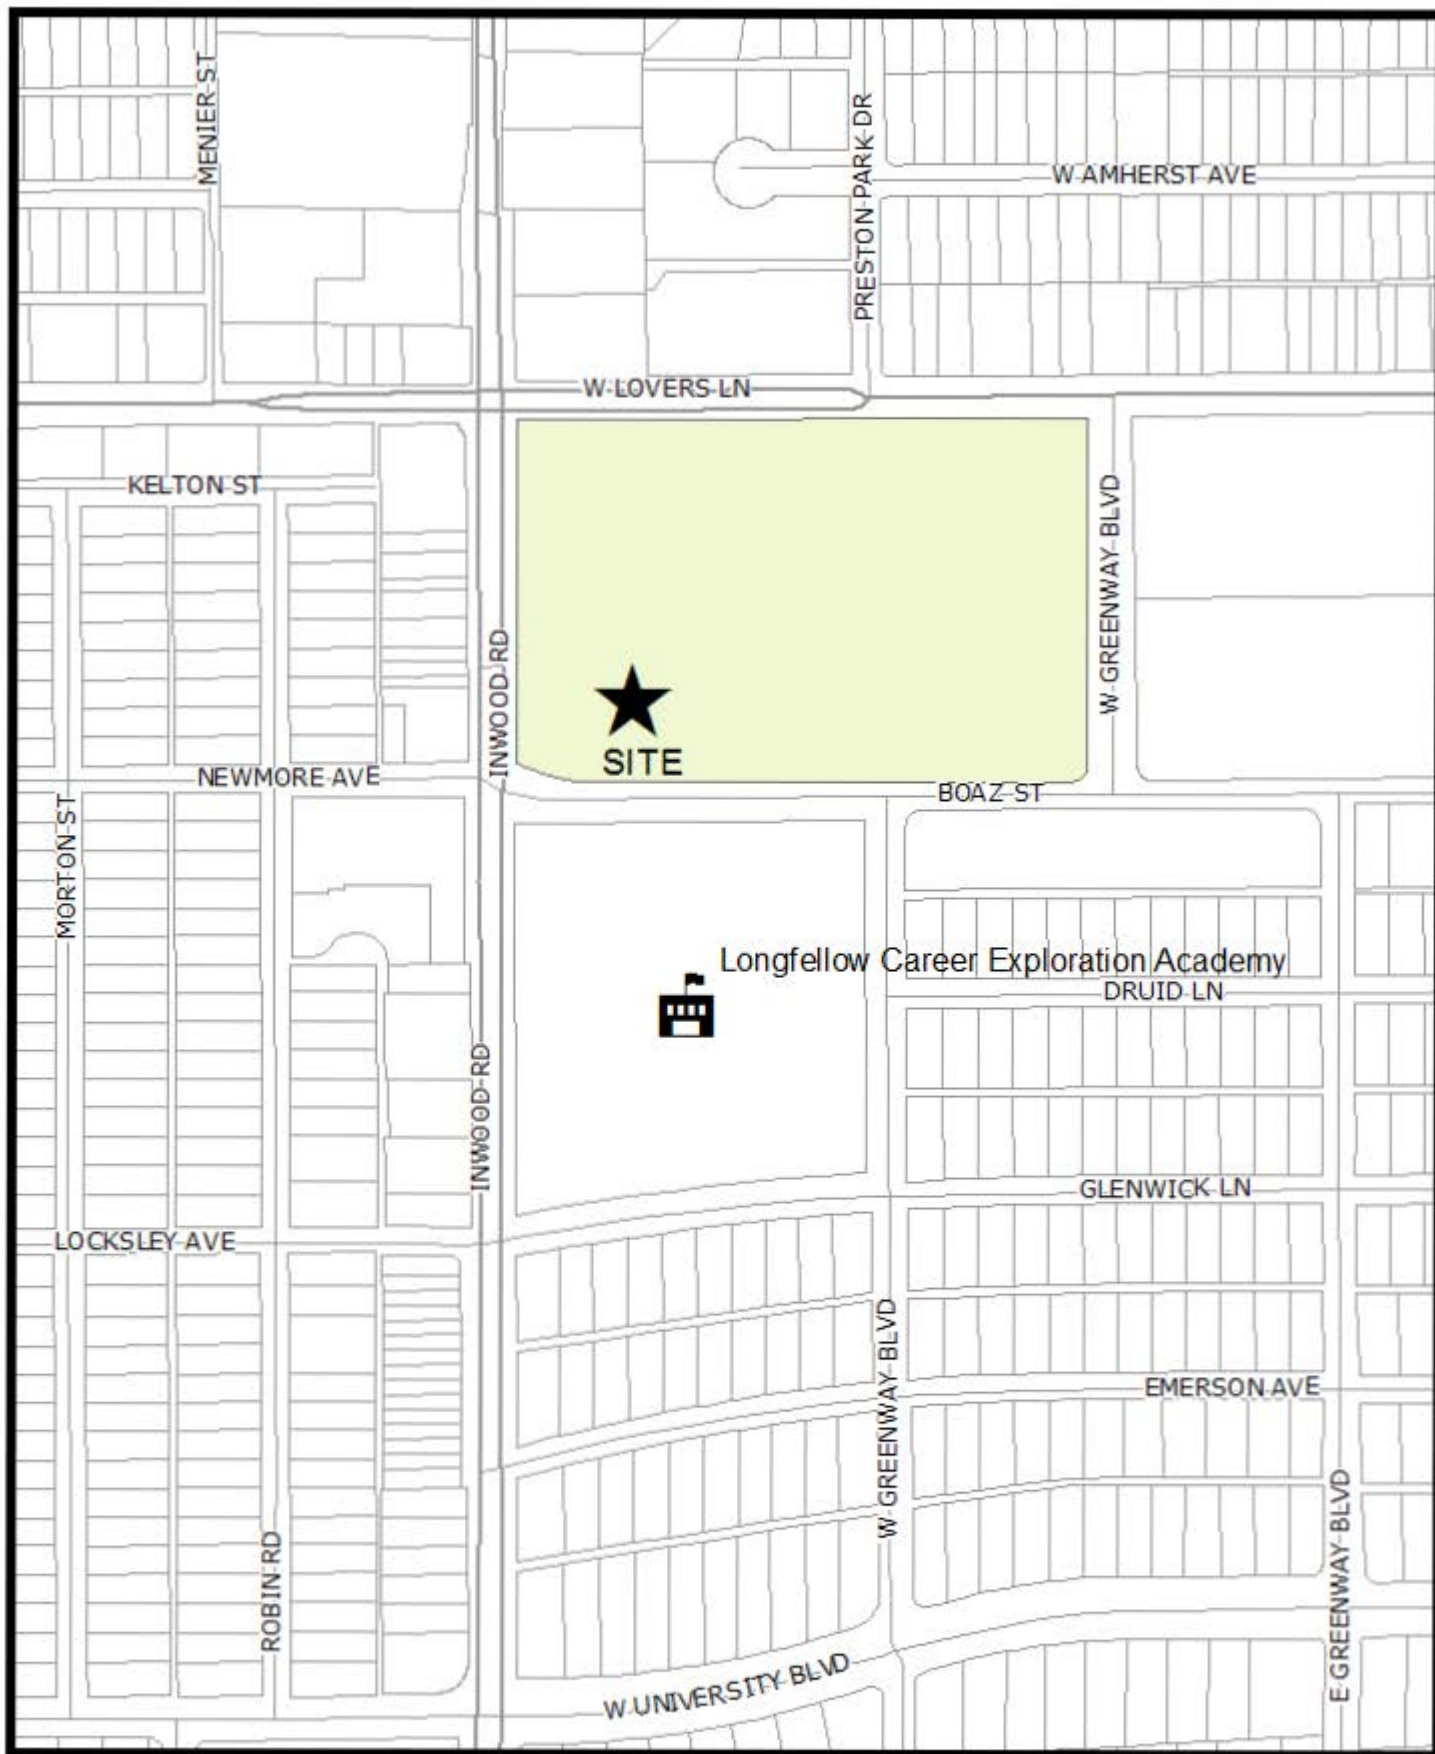 MENIER ST
PRESTON PARK DR
W AMHERST AVE
W LOVERS LN
KELTON ST
W GREENWAY BLVD
INWOOD RD
SITE
NEWMORE AVE
BOAZ ST
MORTON ST
Longfellow Career Exploration Academy
DRUID LN
INWOOD RD
GLENWICK LN
LOCKSLEY AVE
W GREENWAY BLVD
EMERSON AVE
E GREENWAY BLVD
ROBIN RD
W UNIVERSITY BLVD